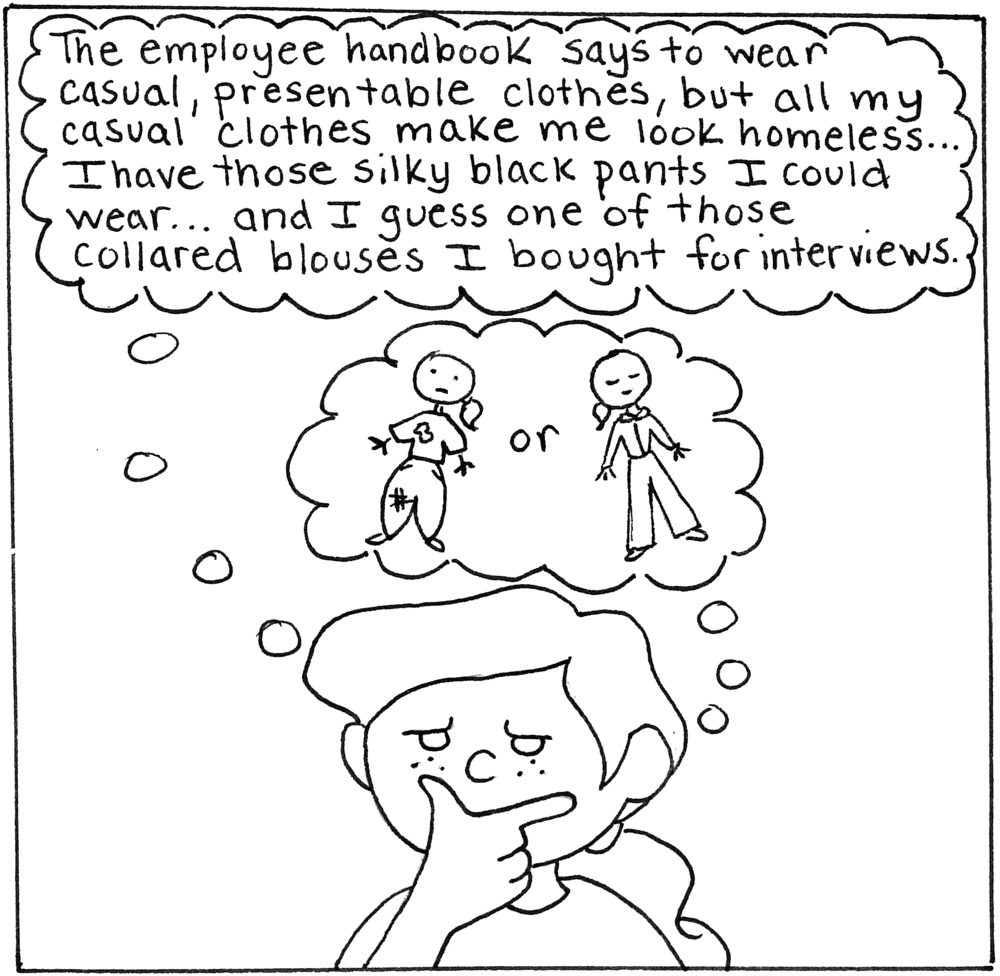 The employee handbook says to wear
casual, presentable clothes, but all my
casual clothes make me look homeless...
I have those silky black pants I could
wear... and I guess one of those
collared blouses I bought for interviews.
or